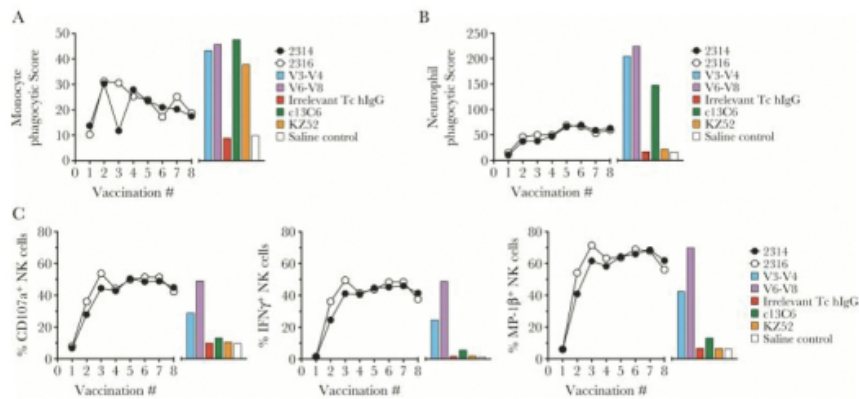 A
Monocyte
phagocytic Score
50
40
30
20
10
0
0 1 2 3 4 5 6 7 8
Vaccination #
2314
2316
V3-V4
V6-V8
Irrelevant Tc hIgG
c13C6
KZ52
Saline control
B
Neutrophil
phagocytic Score
250
200
150
100
50
0
0 1 2 3 4 5 6 7 8
Vaccination #
2314
2316
V3-V4
V6-V8
Irrelevant Tc hIgG
c13C6
KZ52
Saline control
C
% CD107a+ NK cells
80
60
40
20
0
0 1 2 3 4 5 6 7 8
Vaccination #
% IFNγ+ NK cells
80
60
40
20
0
0 1 2 3 4 5 6 7 8
Vaccination #
% MP-1β+ NK cells
80
60
40
20
0
0 1 2 3 4 5 6 7 8
Vaccination #
2314
2316
V3-V4
V6-V8
Irrelevant Tc hIgG
c13C6
KZ52
Saline control